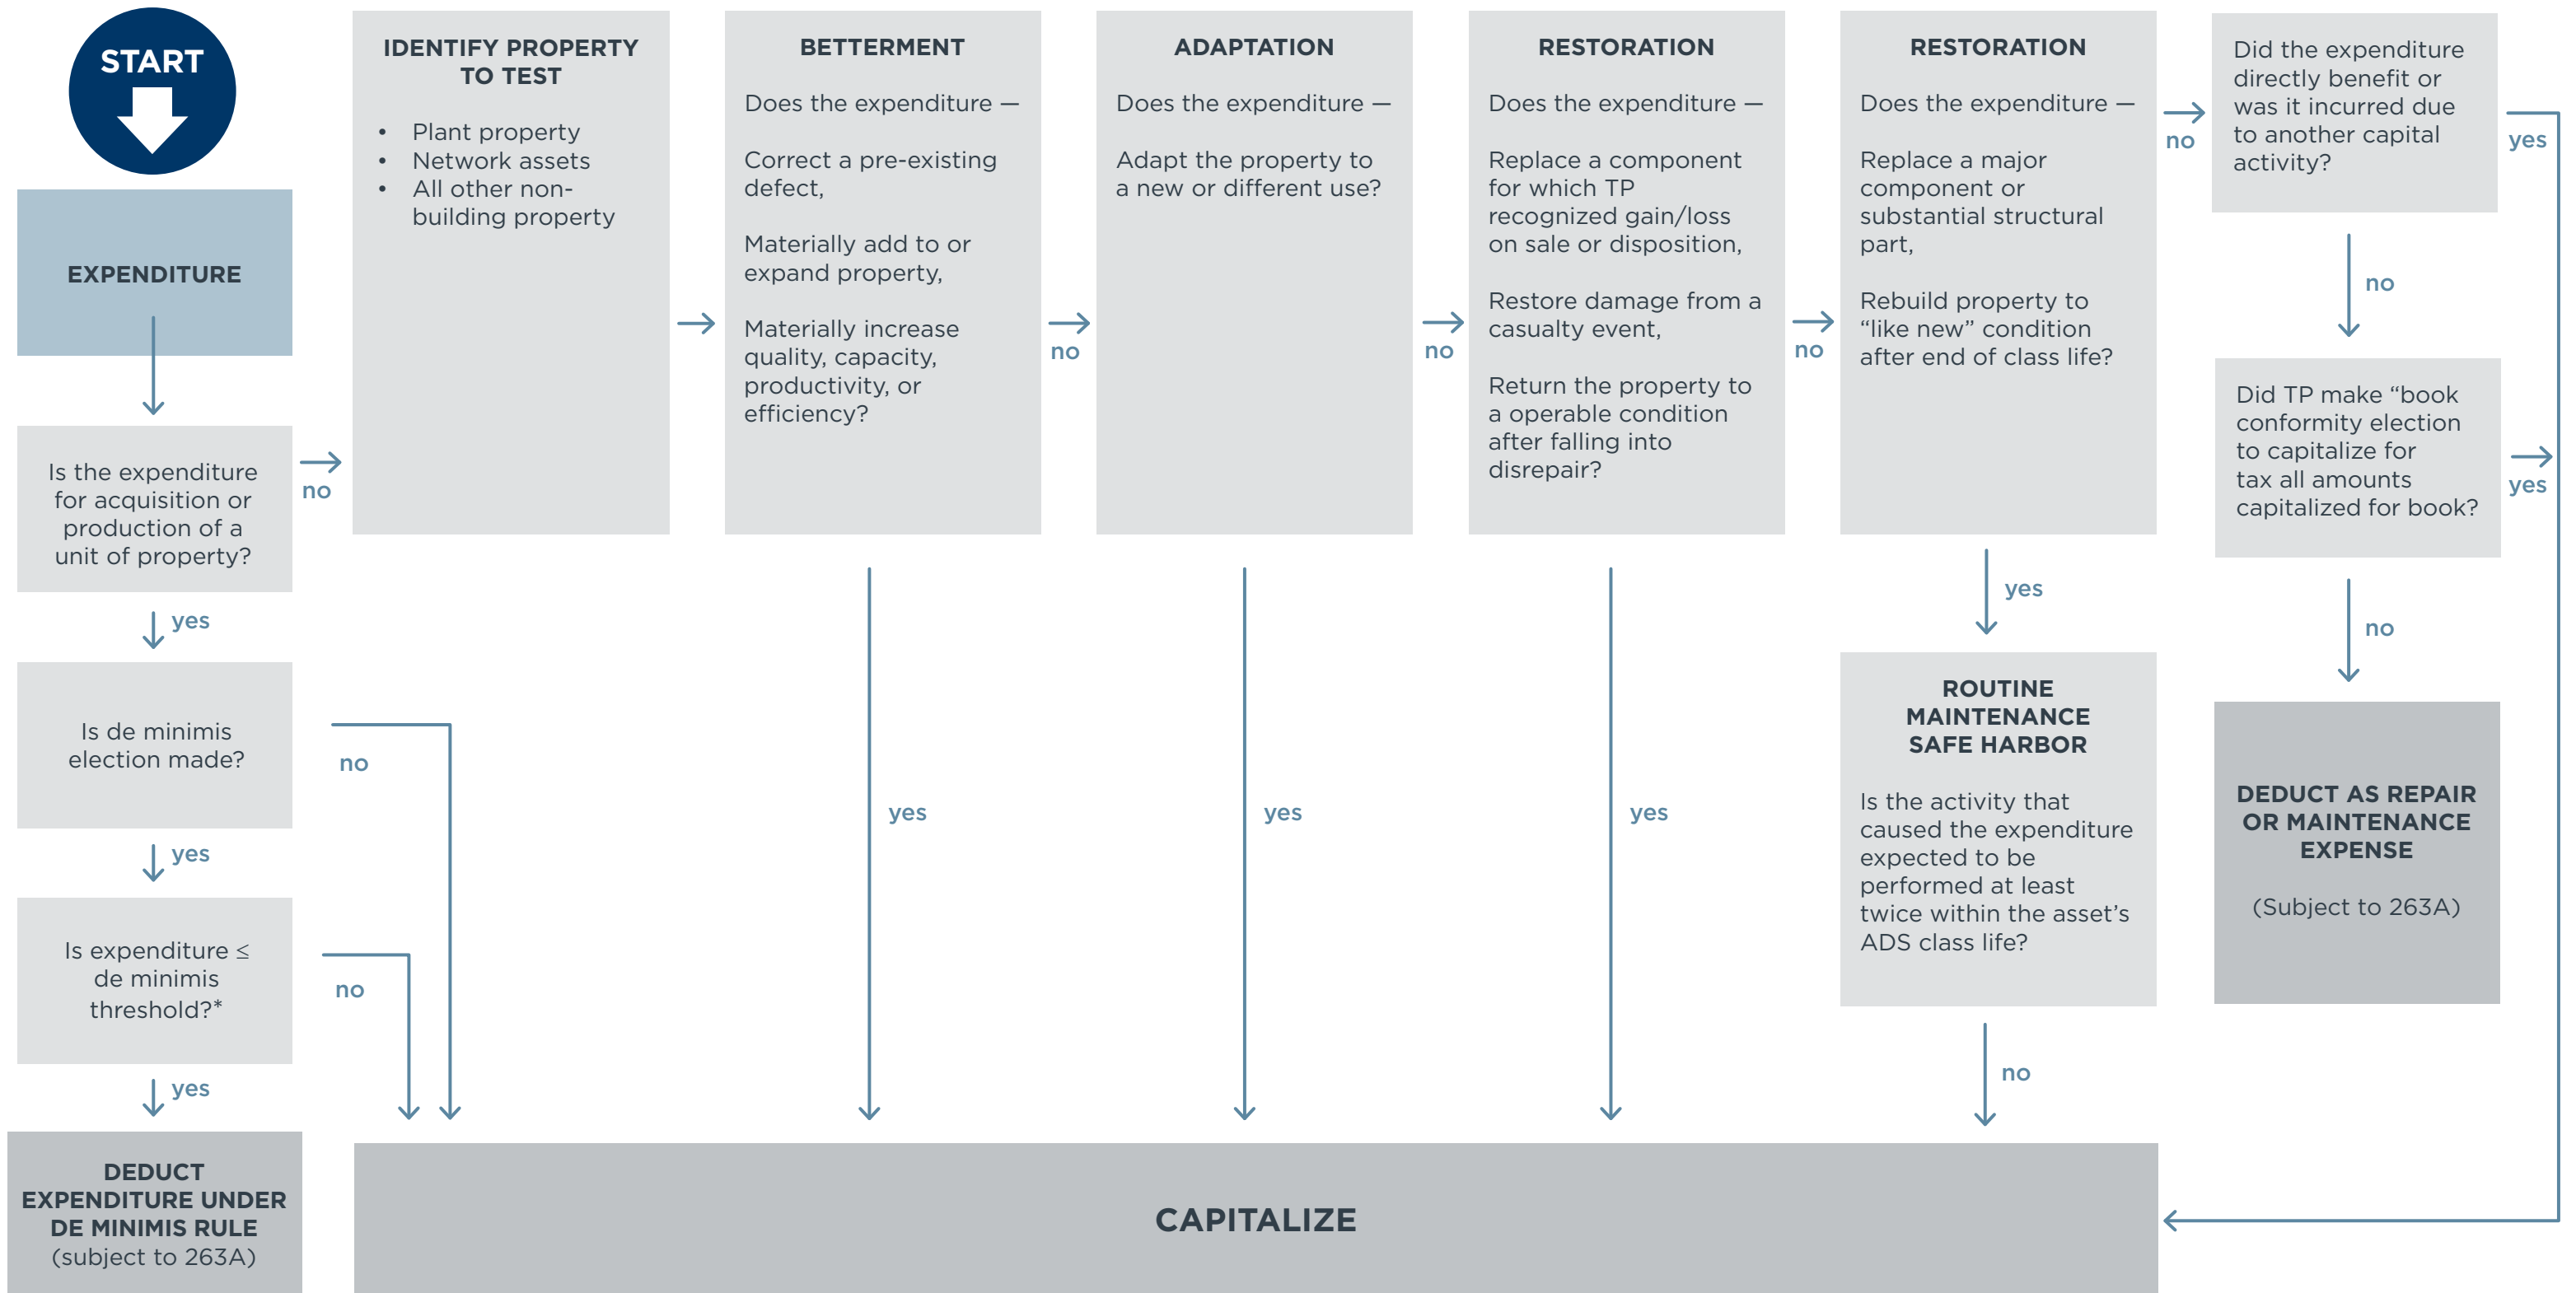 START
EXPENDITURE
Is the expenditure
for acquisition or
production of a
unit of property?
no
yes
Is de minimis
election made?
no
yes
Is expenditure ≤
de minimis
threshold?*
no
yes
DEDUCT
EXPENDITURE UNDER
DE MINIMIS RULE
(subject to 263A)
IDENTIFY PROPERTY
TO TEST
• Plant property
• Network assets
• All other non-
building property
BETTERMENT
Does the expenditure —
Correct a pre-existing
defect,
Materially add to or
expand property,
Materially increase
quality, capacity,
productivity, or
efficiency?
no
yes
ADAPTATION
Does the expenditure —
Adapt the property to
a new or different use?
no
yes
RESTORATION
Does the expenditure —
Replace a component
for which TP
recognized gain/loss
on sale or disposition,
Restore damage from a
casualty event,
Return the property to
a operable condition
after falling into
disrepair?
no
yes
RESTORATION
Does the expenditure —
Replace a major
component or
substantial structural
part,
Rebuild property to
“like new” condition
after end of class life?
no
yes
ROUTINE
MAINTENANCE
SAFE HARBOR
Is the activity that
caused the expenditure
expected to be
performed at least
twice within the asset’s
ADS class life?
no
Did the expenditure
directly benefit or
was it incurred due
to another capital
activity?
yes
no
Did TP make “book
conformity election
to capitalize for
tax all amounts
capitalized for book?
yes
no
DEDUCT AS REPAIR
OR MAINTENANCE
EXPENSE
(Subject to 263A)
CAPITALIZE